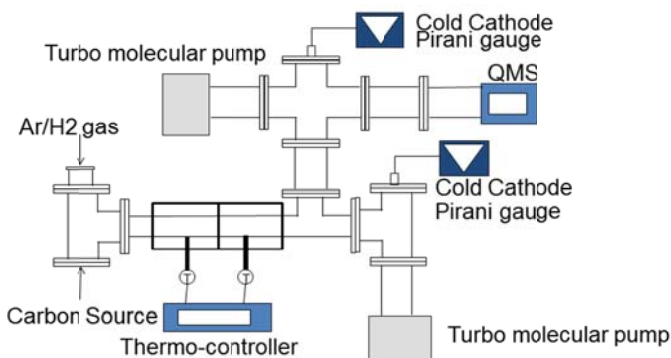 Cold Cathode
Pirani gauge
Turbo molecular pump
QMS
Ar/H2 gas
Cold Cathode
Pirani gauge
T
T
Carbon Source
Thermo-controller
Turbo molecular pump